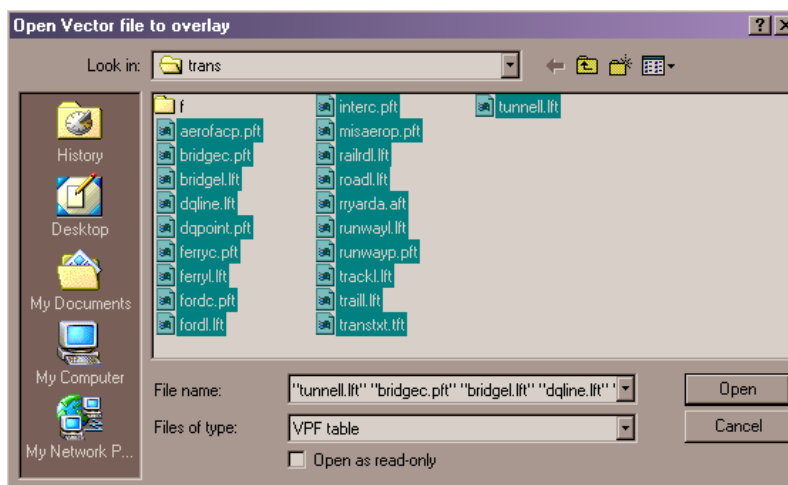 Open Vector file to overlay
Look in: trans
History
Desktop
My Documents
My Computer
My Network P...
f
aerofacp.pft
bridgec.pft
bridgel.lft
dqline.lft
dqpoint.pft
ferryc.pft
ferryl.lft
fordc.pft
fordl.lft
interc.pft
misaerop.pft
railrdl.lft
roadl.lft
rryarda.aft
runwayl.lft
runwayp.pft
trackl.lft
traill.lft
transtxt.tft
tunnell.lft
File name: "tunnell.lft" "bridgec.pft" "bridgel.lft" "dqline.lft" "
Open
Files of type: VPF table
Cancel
Open as read-only